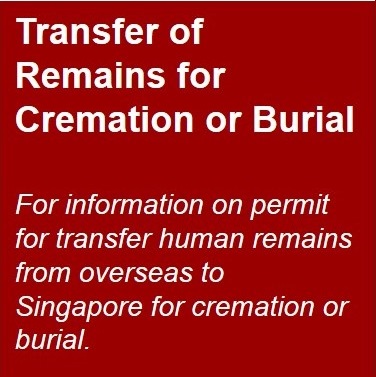 Transfer of
Remains for
Cremation or Burial
For information on permit
for transfer human remains
from overseas to
Singapore for cremation or
burial.